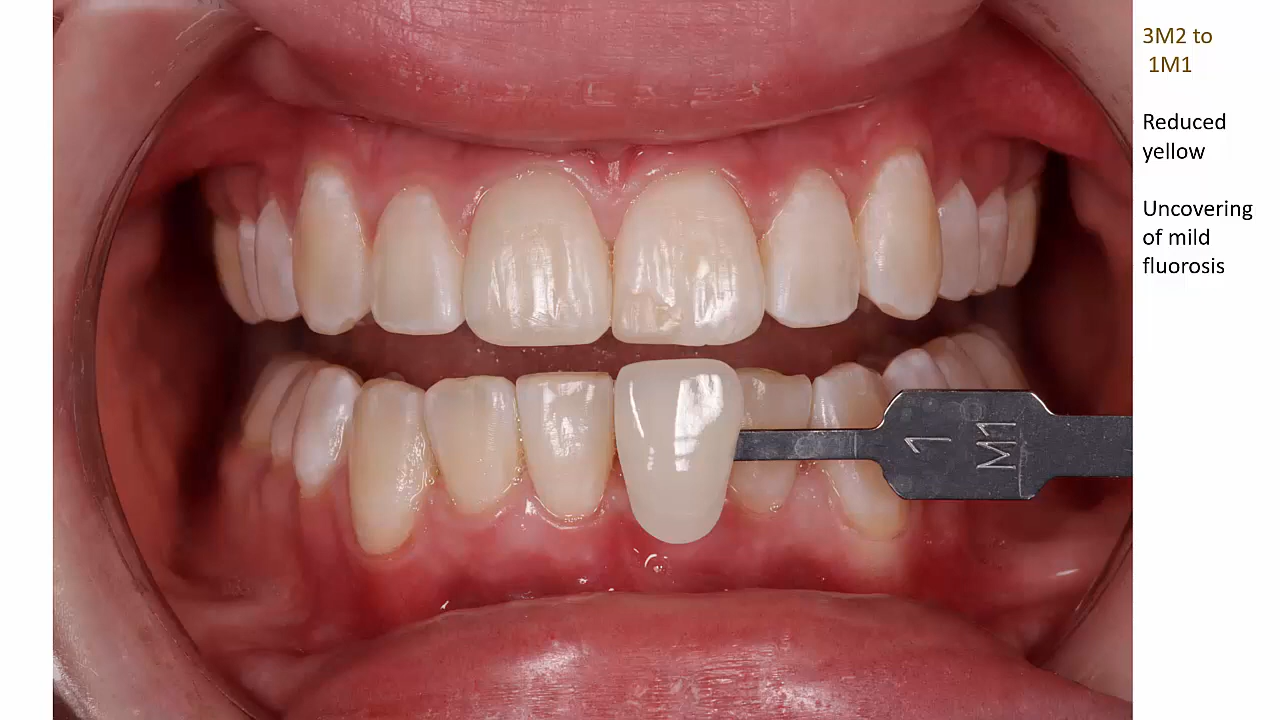 3M2 to
1M1
Reduced
yellow
Uncovering
of mild
fluorosis
1
M1